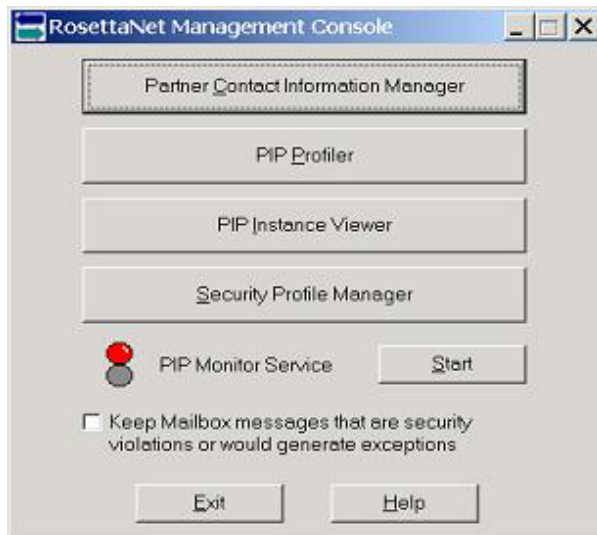 RosettaNet Management Console
Partner Contact Information Manager
PIP Profiler
PIP Instance Viewer
Security Profile Manager
PIP Monitor Service
Start
Keep Mailbox messages that are security
violations or would generate exceptions
Exit
Help